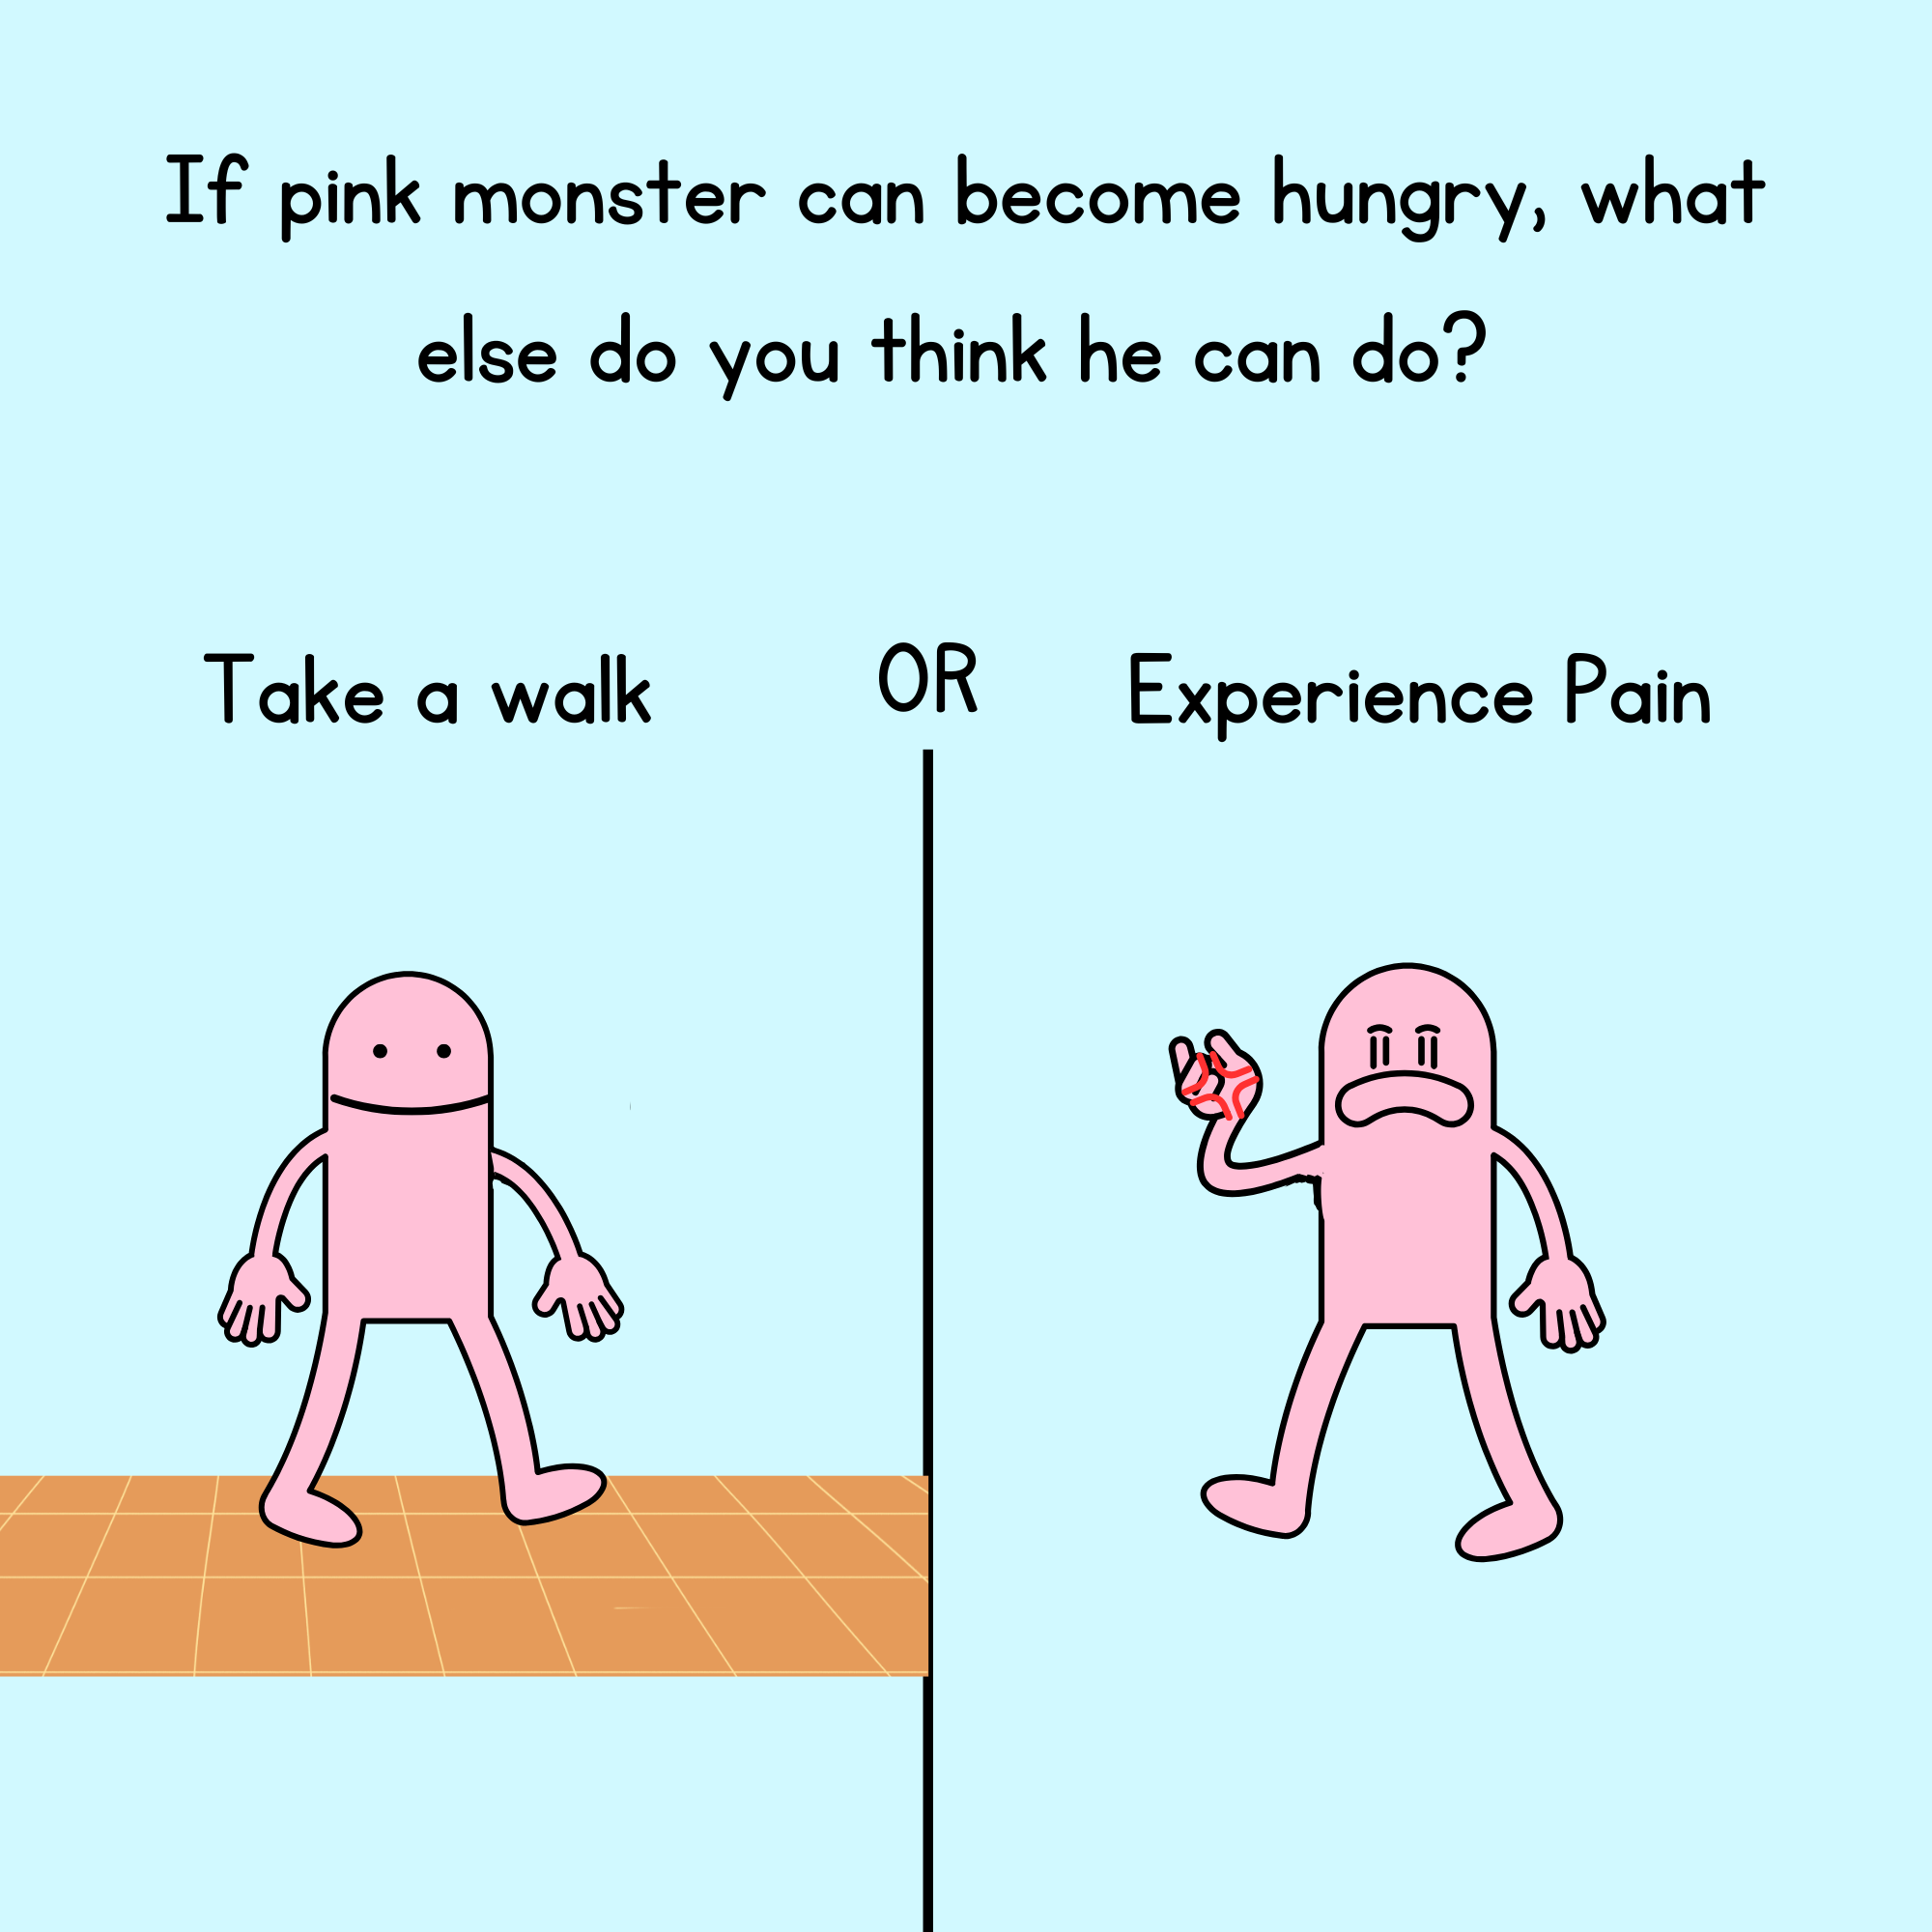 If pink monster can become hungry, what
else do you think he can do?
Take a walk
OR
Experience Pain